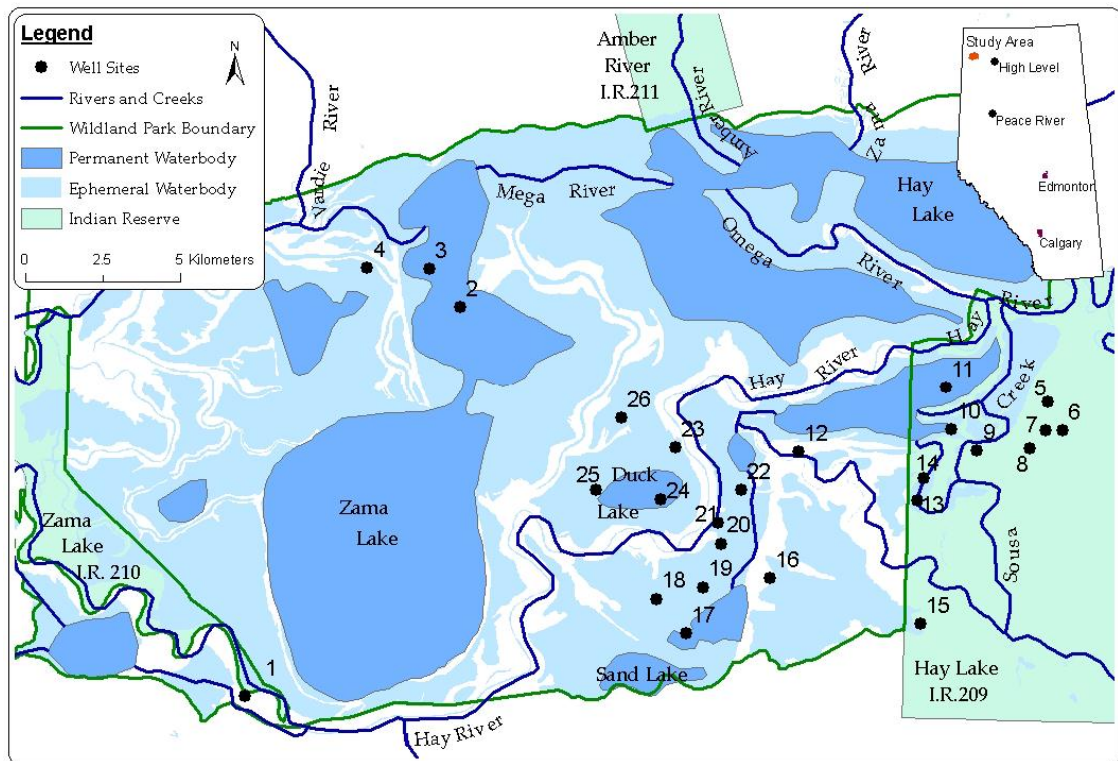 Legend
N
Well Sites
Rivers and Creeks
Wildland Park Boundary
Permanent Waterbody
Ephemeral Waterbody
Indian Reserve
0 2.5 5 Kilometers
Vardie River
Amber
River
I.R.211
Amber River
Zama River
Study Area
High Level
Peace River
Edmonton
Calgary
Mega River
Hay
Lake
Omega River
Hay River
Hay River
4
3
2
11
5
6
7
8
10
9
Creek
Sousa
26
23
12
25
Duck
Lake
24
22
14
13
21
20
Zama
Lake
Zama
Lake
I.R. 210
19
18
16
17
15
1
Sand Lake
Hay Lake
I.R.209
Hay River